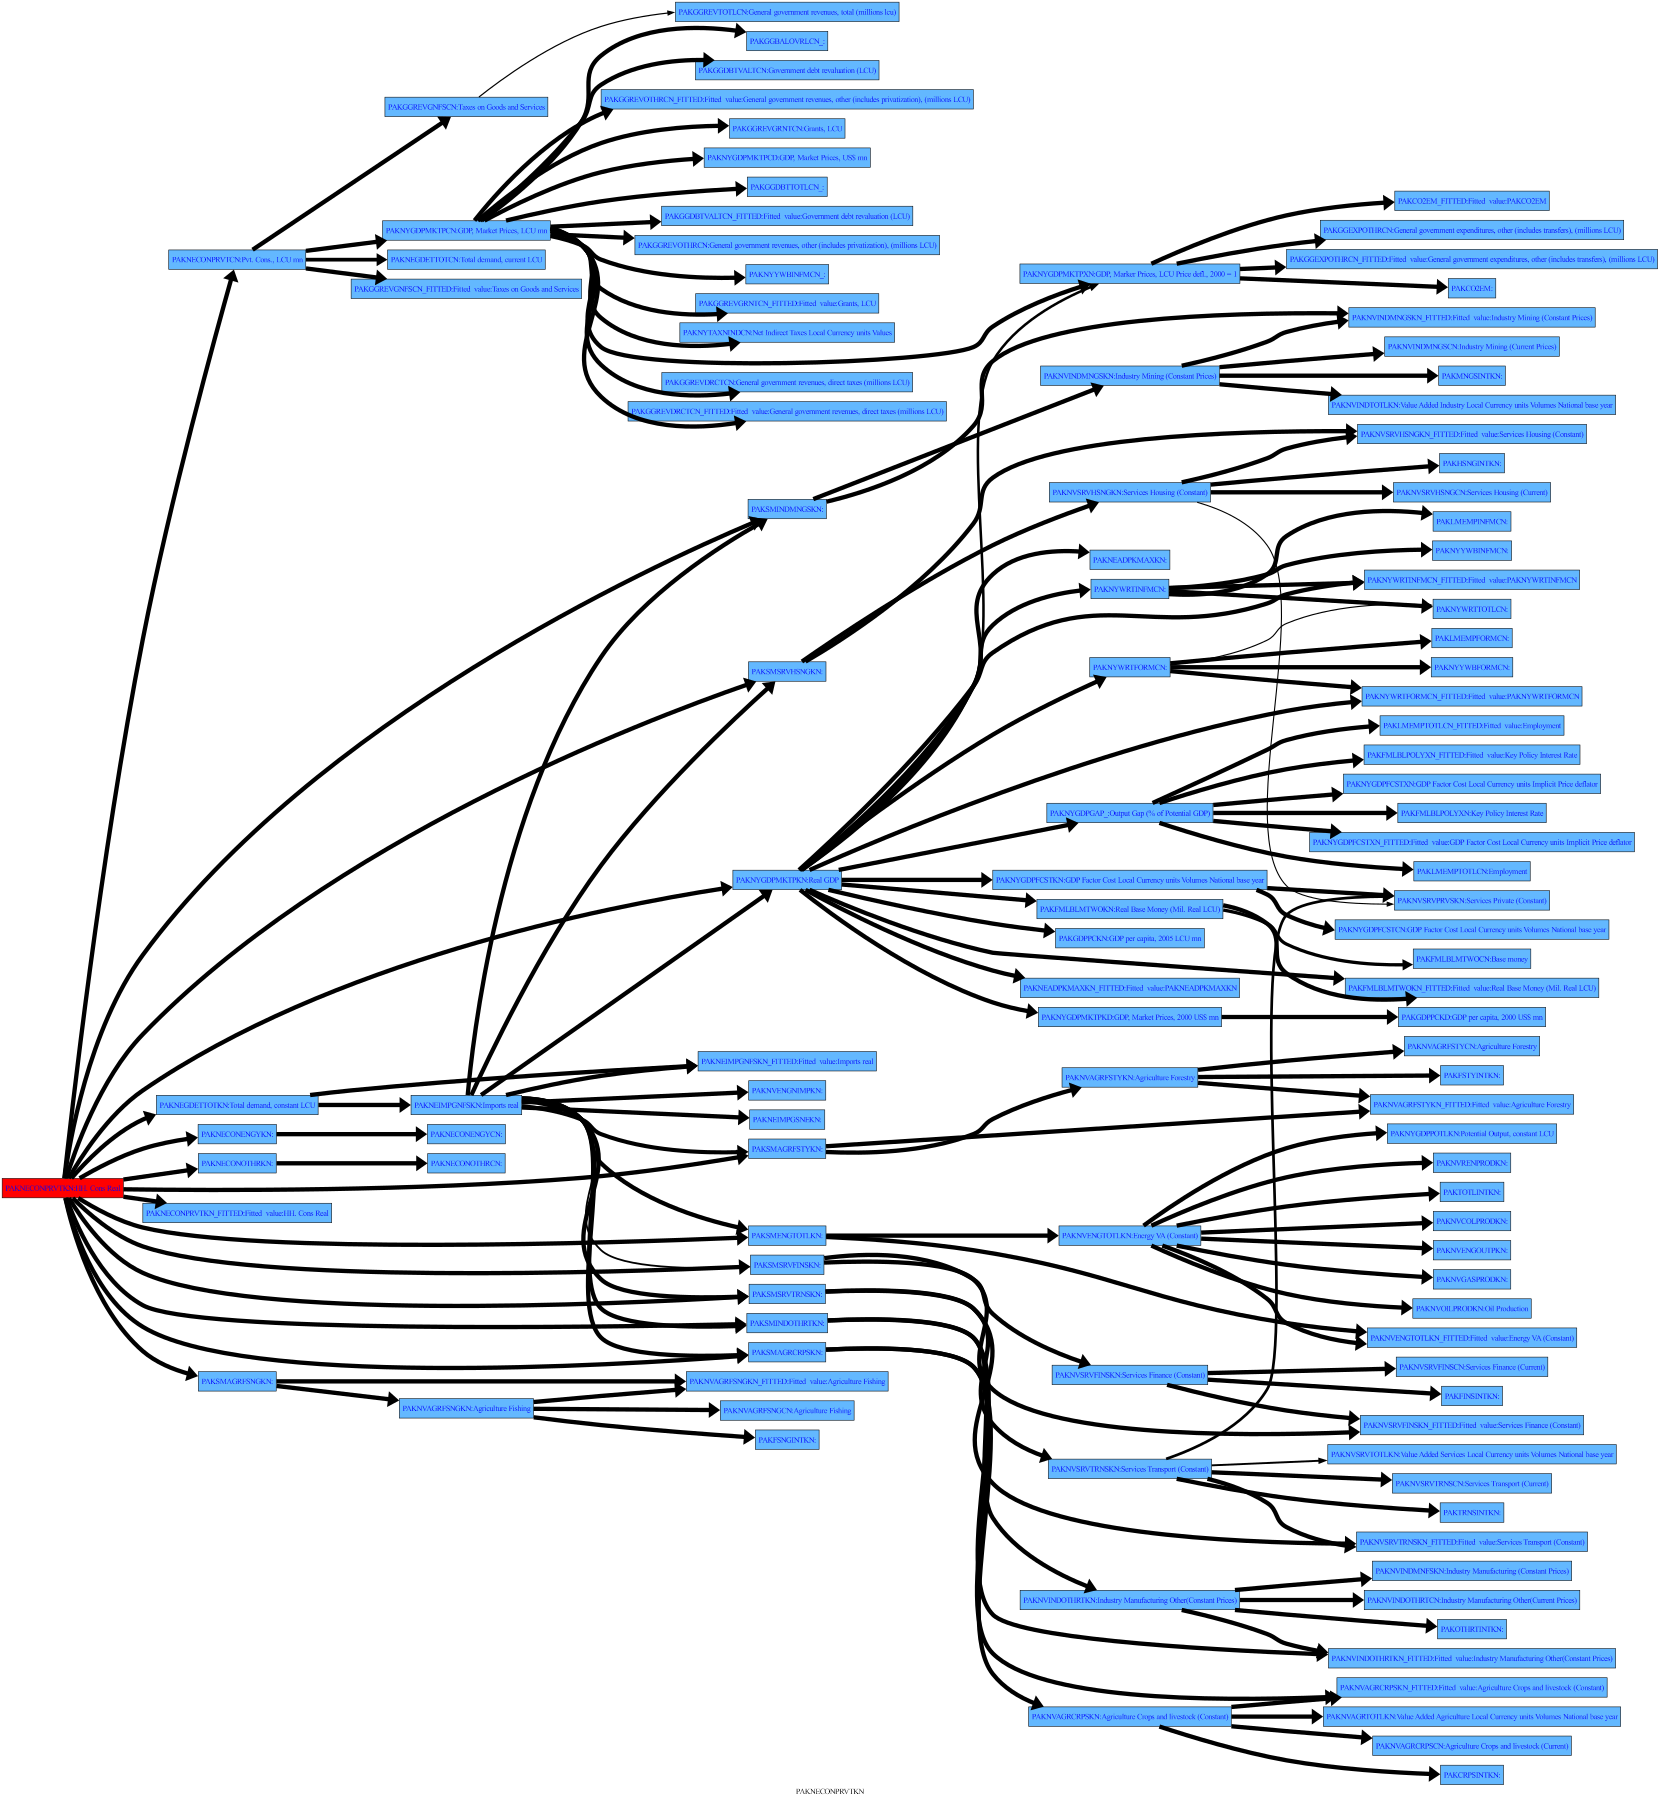 PAKGGREVTOTLCN:General government revenues, total (millions lcu)
PAKGGBALOVRLCN_:
PAKGGDBTVALTCN:Government debt revaluation (LCU)
PAKGGREVOTHRCN_FITTED:Fitted value:General government revenues, other (includes privatization), (millions LCU)
PAKGGREVGNFSCN:Taxes on Goods and Services
PAKGGREVGRNTCN:Grants, LCU
PAKNYGDPMKTPCD:GDP, Market Prices, US$ mn
PAKGGDBTTOTLCN_:
PAKCO2EM_FITTED:Fitted value:PAKCO2EM
PAKGGDBTVALTCN_FITTED:Fitted value:Government debt revaluation (LCU)
PAKNYGDPMKTPCN:GDP, Market Prices, LCU mn
PAKGGEXPOTHRCN:General government expenditures, other (includes transfers), (millions LCU)
PAKGGREVOTHRCN:General government revenues, other (includes privatization), (millions LCU)
PAKNECONPRVTCN:Pvt. Cons., LCU mn
PAKNEGDETTOTCN:Total demand, current LCU
PAKGGEXPOTHRCN_FITTED:Fitted value:General government expenditures, other (includes transfers), (millions LCU)
PAKNYYWBINFMCN_:
PAKNYGDPMKTPXN:GDP, Marker Prices, LCU Price defl., 2000 = 1
PAKGGREVGNFSCN_FITTED:Fitted value:Taxes on Goods and Services
PAKCO2EM:
PAKGGREVGRNTCN_FITTED:Fitted value:Grants, LCU
PAKNVINDMNGSKN_FITTED:Fitted value:Industry Mining (Constant Prices)
PAKNYTAXNINDCN:Net Indirect Taxes Local Currency units Values
PAKNVINDMNGSCN:Industry Mining (Current Prices)
PAKGGREVDRCTCN:General government revenues, direct taxes (millions LCU)
PAKNVINDMNGSKN:Industry Mining (Constant Prices)
PAKMNGSINTKN:
PAKGGREVDRCTCN_FITTED:Fitted value:General government revenues, direct taxes (millions LCU)
PAKNVINDTOTLKN:Value Added Industry Local Currency units Volumes National base year
PAKNVSRVHSNGKN_FITTED:Fitted value:Services Housing (Constant)
PAKHSNGINTKN:
PAKNVSRVHSNGKN:Services Housing (Constant)
PAKNVSRVHSNGCN:Services Housing (Current)
PAKSMINDMNGSKN:
PAKLMEMPINFMCN:
PAKNYYWBINFMCN:
PAKNEADPKMAXKN:
PAKNYWRTINFMCN_FITTED:Fitted value:PAKNYWRTINFMCN
PAKNYWRTINFMCN:
PAKNYWRTTOTLCN:
PAKLMEMPFORMCN:
PAKSMSRVHSNGKN:
PAKNYWRTFORMCN:
PAKNYYWBFORMCN:
PAKNYWRTFORMCN_FITTED:Fitted value:PAKNYWRTFORMCN
PAKLMEMPTOTLCN_FITTED:Fitted value:Employment
PAKFMLBLPOLYXN_FITTED:Fitted value:Key Policy Interest Rate
PAKNYGDPFCSTXN:GDP Factor Cost Local Currency units Implicit Price deflator
PAKNYGDPGAP_:Output Gap (% of Potential GDP)
PAKFMLBLPOLYXN:Key Policy Interest Rate
PAKNYGDPFCSTXN_FITTED:Fitted value:GDP Factor Cost Local Currency units Implicit Price deflator
PAKLMEMPTOTLCN:Employment
PAKNYGDPMKTPKN:Real GDP
PAKNYGDPFCSTKN:GDP Factor Cost Local Currency units Volumes National base year
PAKNVSRVPRVSKN:Services Private (Constant)
PAKFMLBLMTWOKN:Real Base Money (Mil. Real LCU)
PAKNYGDPFCSTCN:GDP Factor Cost Local Currency units Volumes National base year
PAKGDPPCKN:GDP per capita, 2005 LCU mn
PAKFMLBLMTWOCN:Base money
PAKNEADPKMAXKN_FITTED:Fitted value:PAKNEADPKMAXKN
PAKFMLBLMTWOKN_FITTED:Fitted value:Real Base Money (Mil. Real LCU)
PAKNYGDPMKTPKD:GDP, Market Prices, 2000 US$ mn
PAKGDPPCKD:GDP per capita, 2000 US$ mn
PAKNVAGRFSTYCN:Agriculture Forestry
PAKNEIMPGNFSKN_FITTED:Fitted value:Imports real
PAKNVAGRFSTYKN:Agriculture Forestry
PAKFSTYINTKN:
PAKNVENGNIMPKN:
PAKNEGDETTOTKN:Total demand, constant LCU
PAKNEIMPGNFSKN:Imports real
PAKNVAGRFSTYKN_FITTED:Fitted value:Agriculture Forestry
PAKNEIMPGSNEKN:
PAKNECONENGYKN:
PAKNECONENGYCN:
PAKNYGDPPOTLKN:Potential Output, constant LCU
PAKSMAGRFSTYKN:
PAKNECONOTHRKN:
PAKNECONOTHRCN:
PAKNVRENPRODKN:
PAKNECONPRVTKN:HH. Cons Real
PAKTOTLINTKN:
PAKNECONPRVTKN_FITTED:Fitted value:HH. Cons Real
PAKNVCOLPRODKN:
PAKSMENGTOTLKN:
PAKNVENGTOTLKN:Energy VA (Constant)
PAKNVENGOUTPKN:
PAKSMSRVFINSKN:
PAKNVGASPRODKN:
PAKSMSRVTRNSKN:
PAKNVOILPRODKN:Oil Production
PAKSMINDOTHRTKN:
PAKNVENGTOTLKN_FITTED:Fitted value:Energy VA (Constant)
PAKSMAGRCRPSKN:
PAKNVSRVFINSCN:Services Finance (Current)
PAKNVSRVFINSKN:Services Finance (Constant)
PAKSMAGRFSNGKN:
PAKNVAGRFSNGKN_FITTED:Fitted value:Agriculture Fishing
PAKFINSINTKN:
PAKNVAGRFSNGKN:Agriculture Fishing
PAKNVAGRFSNGCN:Agriculture Fishing
PAKNVSRVFINSKN_FITTED:Fitted value:Services Finance (Constant)
PAKFSNGINTKN:
PAKNVSRVTOTLKN:Value Added Services Local Currency units Volumes National base year
PAKNVSRVTRNSKN:Services Transport (Constant)
PAKNVSRVTRNSCN:Services Transport (Current)
PAKTRNSINTKN:
PAKNVSRVTRNSKN_FITTED:Fitted value:Services Transport (Constant)
PAKNVINDMNFSKN:Industry Manufacturing (Constant Prices)
PAKNVINDOTHRTKN:Industry Manufacturing Other(Constant Prices)
PAKNVINDOTHRTCN:Industry Manufacturing Other(Current Prices)
PAKOTHRTINTKN:
PAKNVINDOTHRTKN_FITTED:Fitted value:Industry Manufacturing Other(Constant Prices)
PAKNVAGRCRPSKN_FITTED:Fitted value:Agriculture Crops and livestock (Constant)
PAKNVAGRCRPSKN:Agriculture Crops and livestock (Constant)
PAKNVAGRTOTLKN:Value Added Agriculture Local Currency units Volumes National base year
PAKNVAGRCRPSCN:Agriculture Crops and livestock (Current)
PAKCRPSINTKN:
PAKNECONPRVTKN